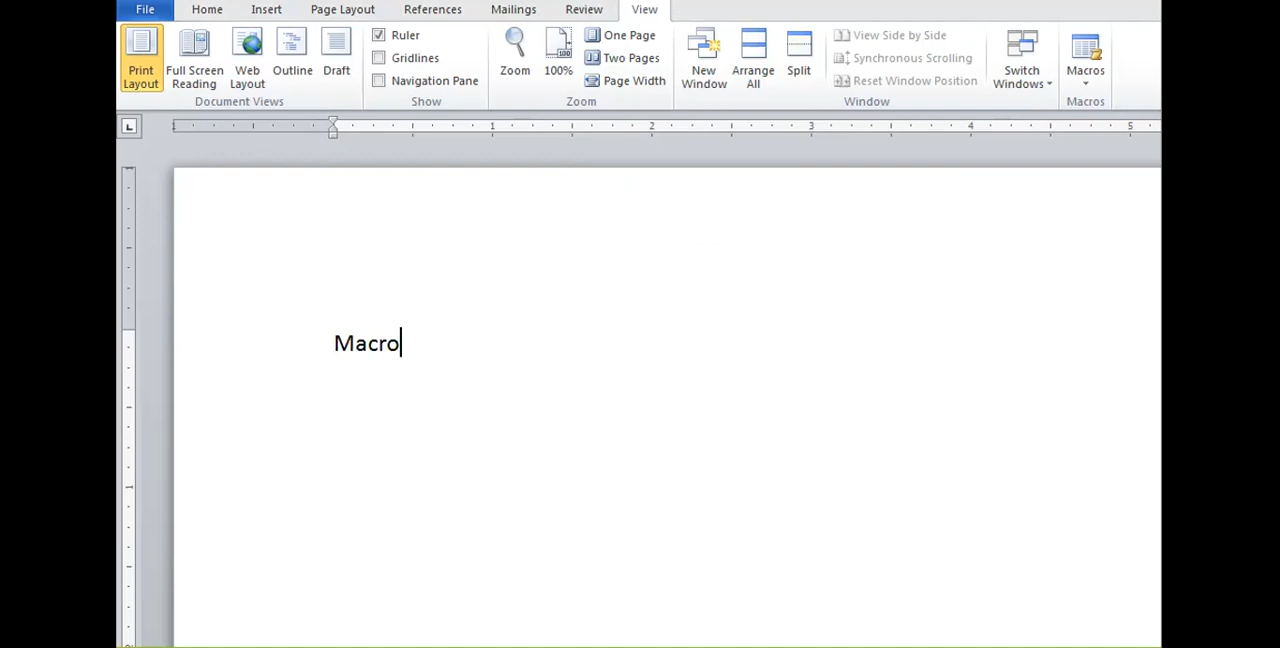 File Home Insert Page Layout References Mailings Review View
Print Layout
Full Screen Reading
Web Layout
Outline
Draft
Document Views
Ruler
Gridlines
Navigation Pane
Show
Zoom
100%
One Page
Two Pages
Page Width
Zoom
New Window
Arrange All
Split
View Side by Side
Synchronous Scrolling
Reset Window Position
Switch Windows
Window
Macros
Macros
L
1 1 2 3 4 5
Macro
1